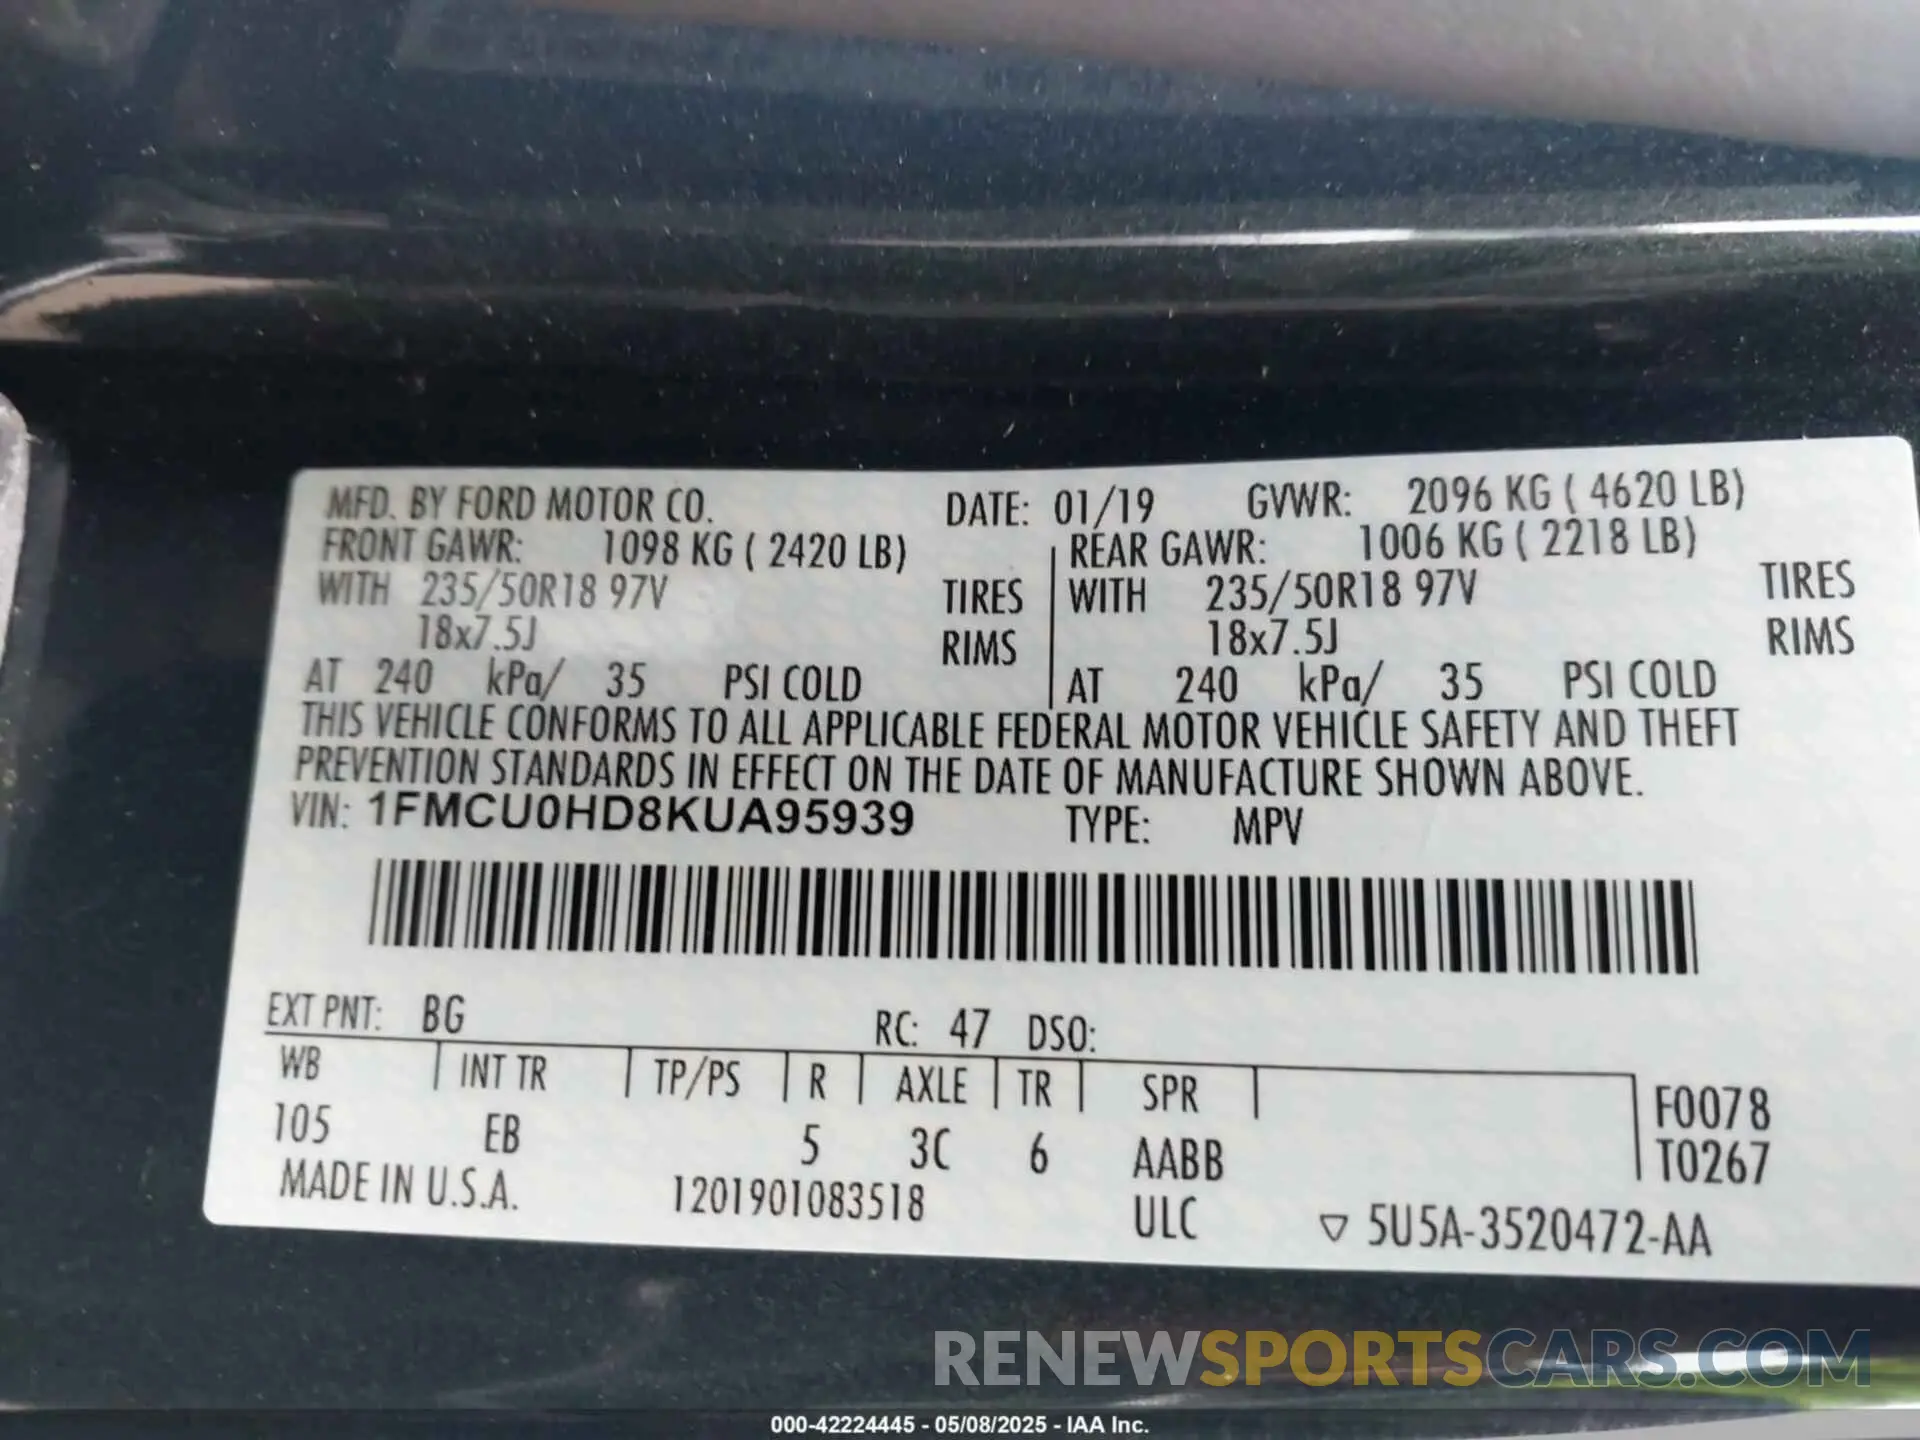 MFD. BY FORD MOTOR CO. DATE: 01/19 GVWR: 2096 KG ( 4620 LB)
FRONT GAWR: 1098 KG ( 2420 LB) REAR GAWR: 1006 KG ( 2218 LB)
WITH 235/50R18 97V TIRES WITH 235/50R18 97V TIRES
18x7.5J RIMS 18x7.5J RIMS
AT 240 kPa/ 35 PSI COLD AT 240 kPa/ 35 PSI COLD
THIS VEHICLE CONFORMS TO ALL APPLICABLE FEDERAL MOTOR VEHICLE SAFETY AND THEFT
PREVENTION STANDARDS IN EFFECT ON THE DATE OF MANUFACTURE SHOWN ABOVE.
VIN: 1FMCU0HD8KUA95939 TYPE: MPV
EXT PNT: BG RC: 47 DSO:
WB INT TR TP/PS R AXLE TR SPR F0078
105 EB 5 3C 6 AABB T0267
MADE IN U.S.A. 1201901083518 ULC ▽ 5U5A-3520472-AA
RENEWSPORTSCARS.COM
000-42224445 - 05/08/2025 - IAA Inc.